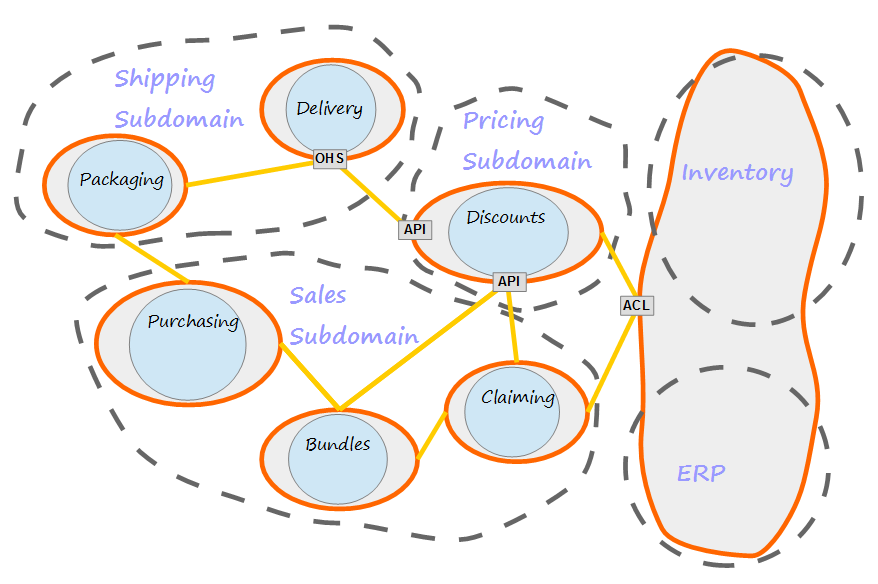 Shipping
Subdomain
Delivery
OHS
Packaging
Pricing
Subdomain
Discounts
API
API
Inventory
Sales
Subdomain
Purchasing
ACL
Claiming
Bundles
ERP